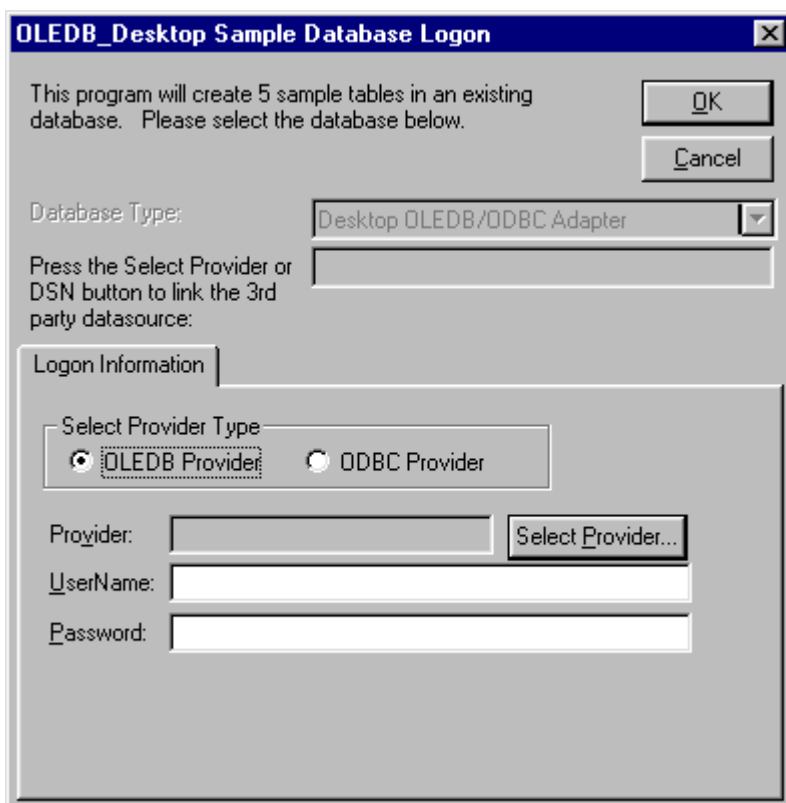 OLEDB_Desktop Sample Database Logon
This program will create 5 sample tables in an existing
database.   Please select the database below.
OK
Cancel
Database Type:
Desktop OLEDB/ODBC Adapter
Press the Select Provider or
DSN button to link the 3rd
party datasource:
Logon Information
Select Provider Type
OLEDB Provider
ODBC Provider
Provider:
Select Provider...
UserName:
Password: